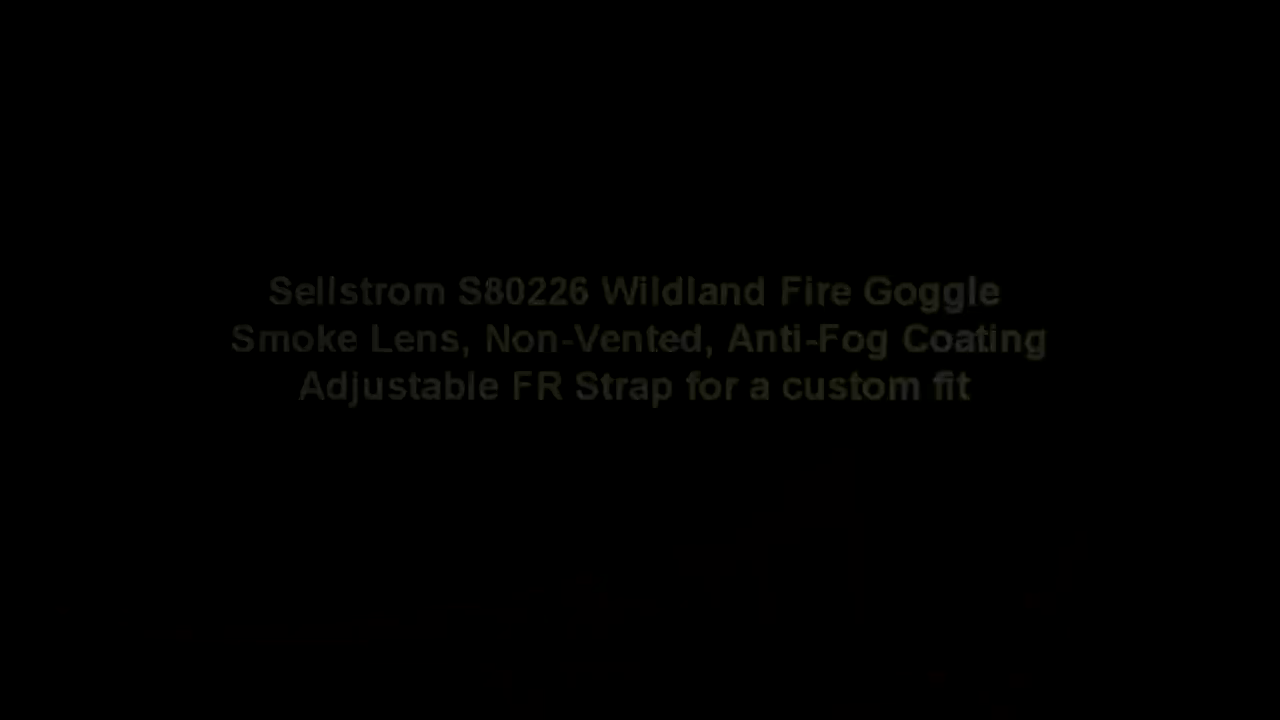 Sellstrom S80226 Wildland Fire Goggle
Smoke Lens, Non-Vented, Anti-Fog Coating
Adjustable FR Strap for a custom fit